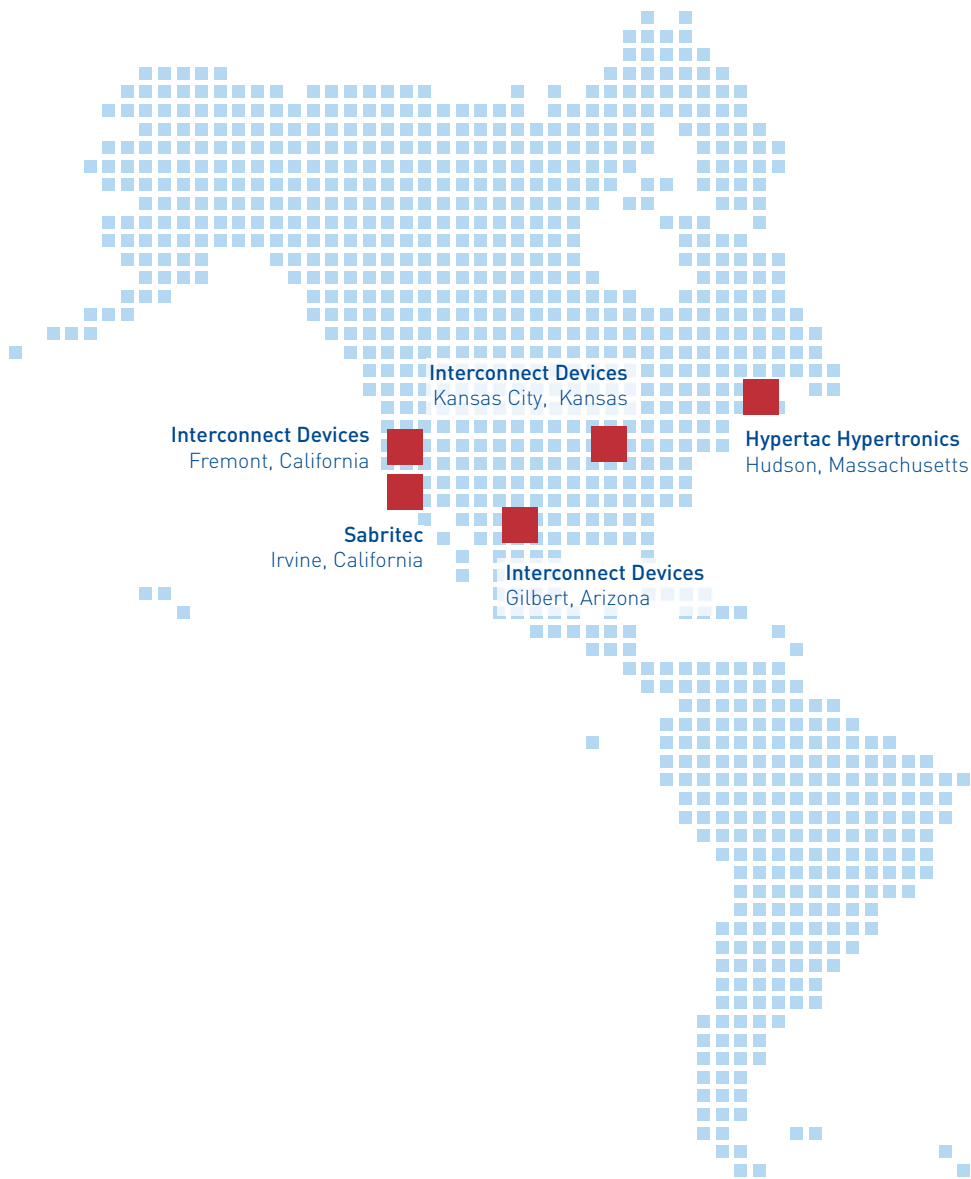 Interconnect Devices
Kansas City, Kansas
Interconnect Devices
Fremont, California
Hypertac Hypertronics
Hudson, Massachusetts
Sabritec
Irvine, California
Interconnect Devices
Gilbert, Arizona